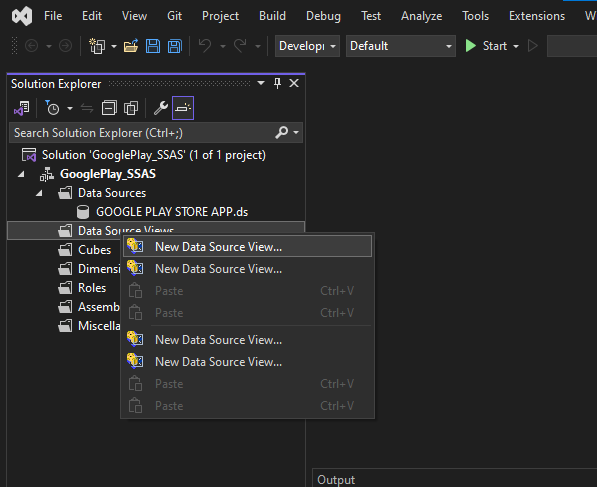 File Edit View Git Project Build Debug Test Analyze Tools Extensions Window
Default Start
Solution Explorer
Search Solution Explorer (Ctrl+;)
Solution 'GooglePlay_SSAS' (1 of 1 project)
GooglePlay_SSAS
Data Sources
GOOGLE PLAY STORE APP.ds
Data Source Views
New Data Source View...
Cubes
New Data Source View...
Dimensi
Paste Ctrl+V
Roles
Paste Ctrl+V
Assemb
New Data Source View...
Miscella
New Data Source View...
Paste Ctrl+V
Paste Ctrl+V
Output